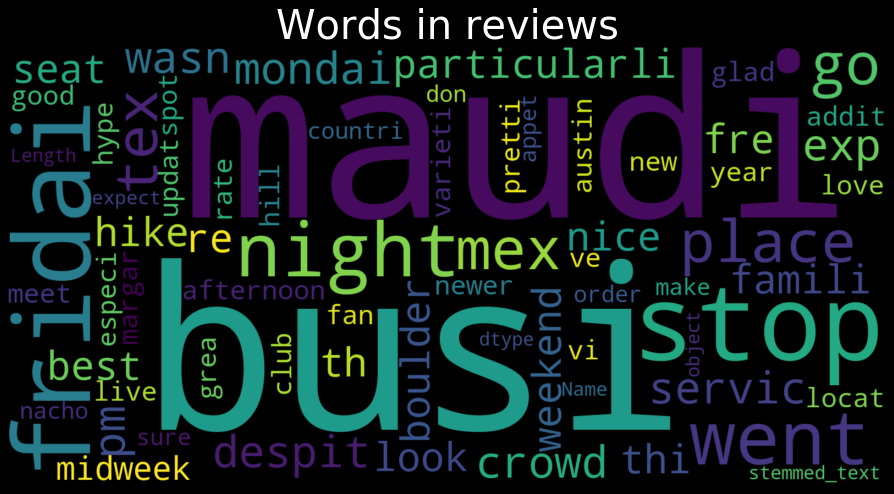 Words in reviews
seat
wasn
mondai
particularli
glad
go
good
hype
tex
updat
spot
maudi
don
countri
varieti
pretti
appet
austin
new
fre
year
addit
exp
love
Length
expect
fridai
rate
hill
hike
re
night
mex
nice
ve
place
famili
meet
especi
margar
afternoon
newer
order
make
stop
busi
fan
boulder
dtype
weekend
vi
Name
object
best
live
grea
club
th
servic
locat
nacho
pm
sure
despit
look
crowd
thi
went
midweek
stemmed_text